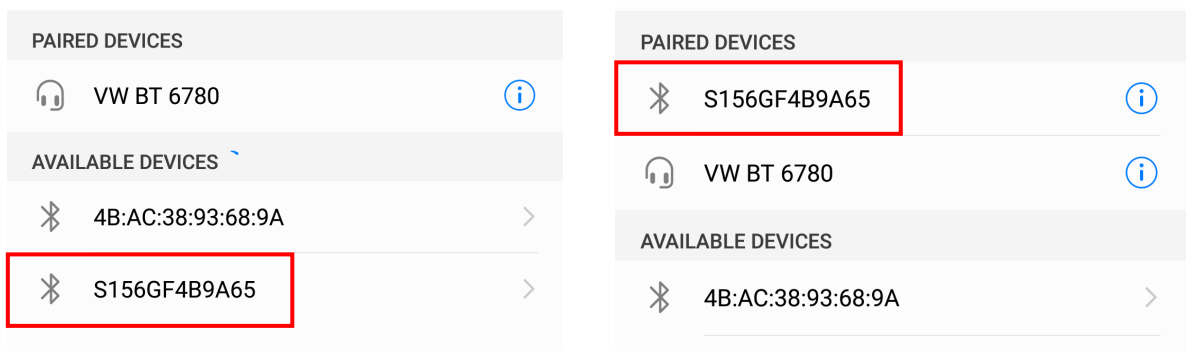 PAIRED DEVICES
VW BT 6780
AVAILABLE DEVICES
4B:AC:38:93:68:9A
S156GF4B9A65
PAIRED DEVICES
S156GF4B9A65
VW BT 6780
AVAILABLE DEVICES
4B:AC:38:93:68:9A